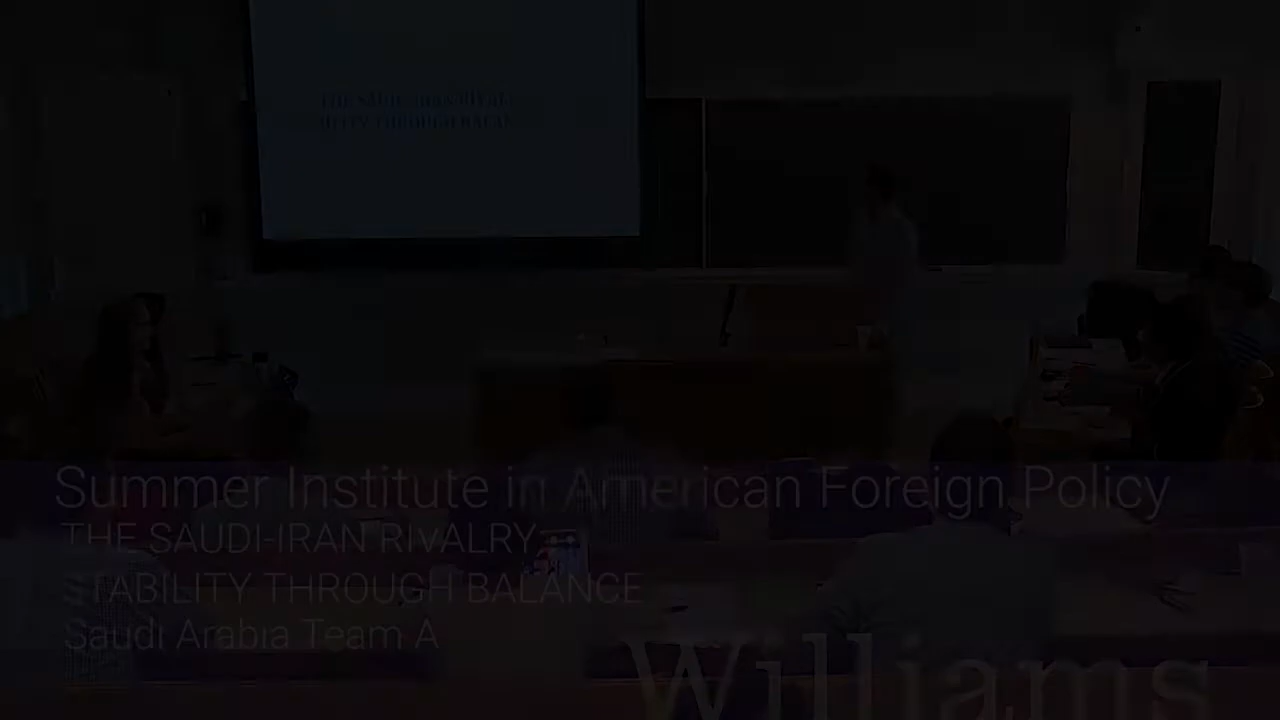 Summer Institute in American Foreign Policy
THE SAUDI-IRAN RIVALRY
STABILITY THROUGH BALANCE
Saudi Arabia Team A
Williams